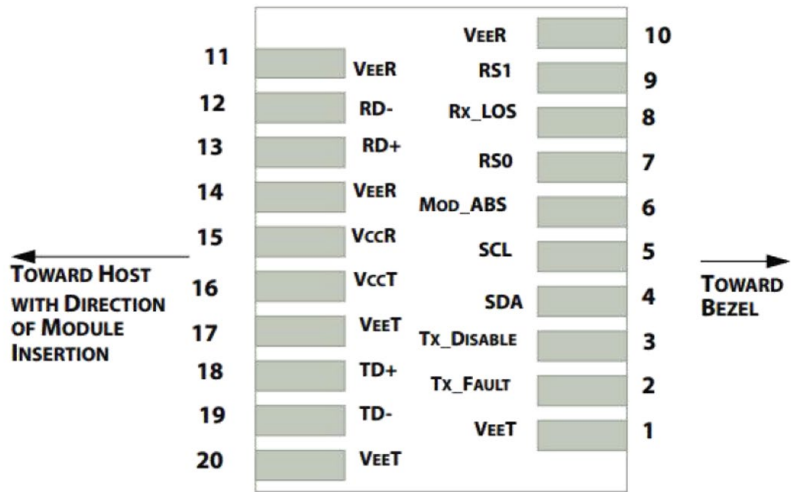 11 VEER
12 RD-
13 RD+
14 VEER
15 VCCR
16 VCCT
17 VEET
18 TD+
19 TD-
20 VEET
VEER 10
RS1 9
RX_LOS 8
RS0 7
MOD_ABS 6
SCL 5
SDA 4
TX_DISABLE 3
TX_FAULT 2
VEET 1
TOWARD HOST
WITH DIRECTION
OF MODULE
INSERTION
TOWARD
BEZEL